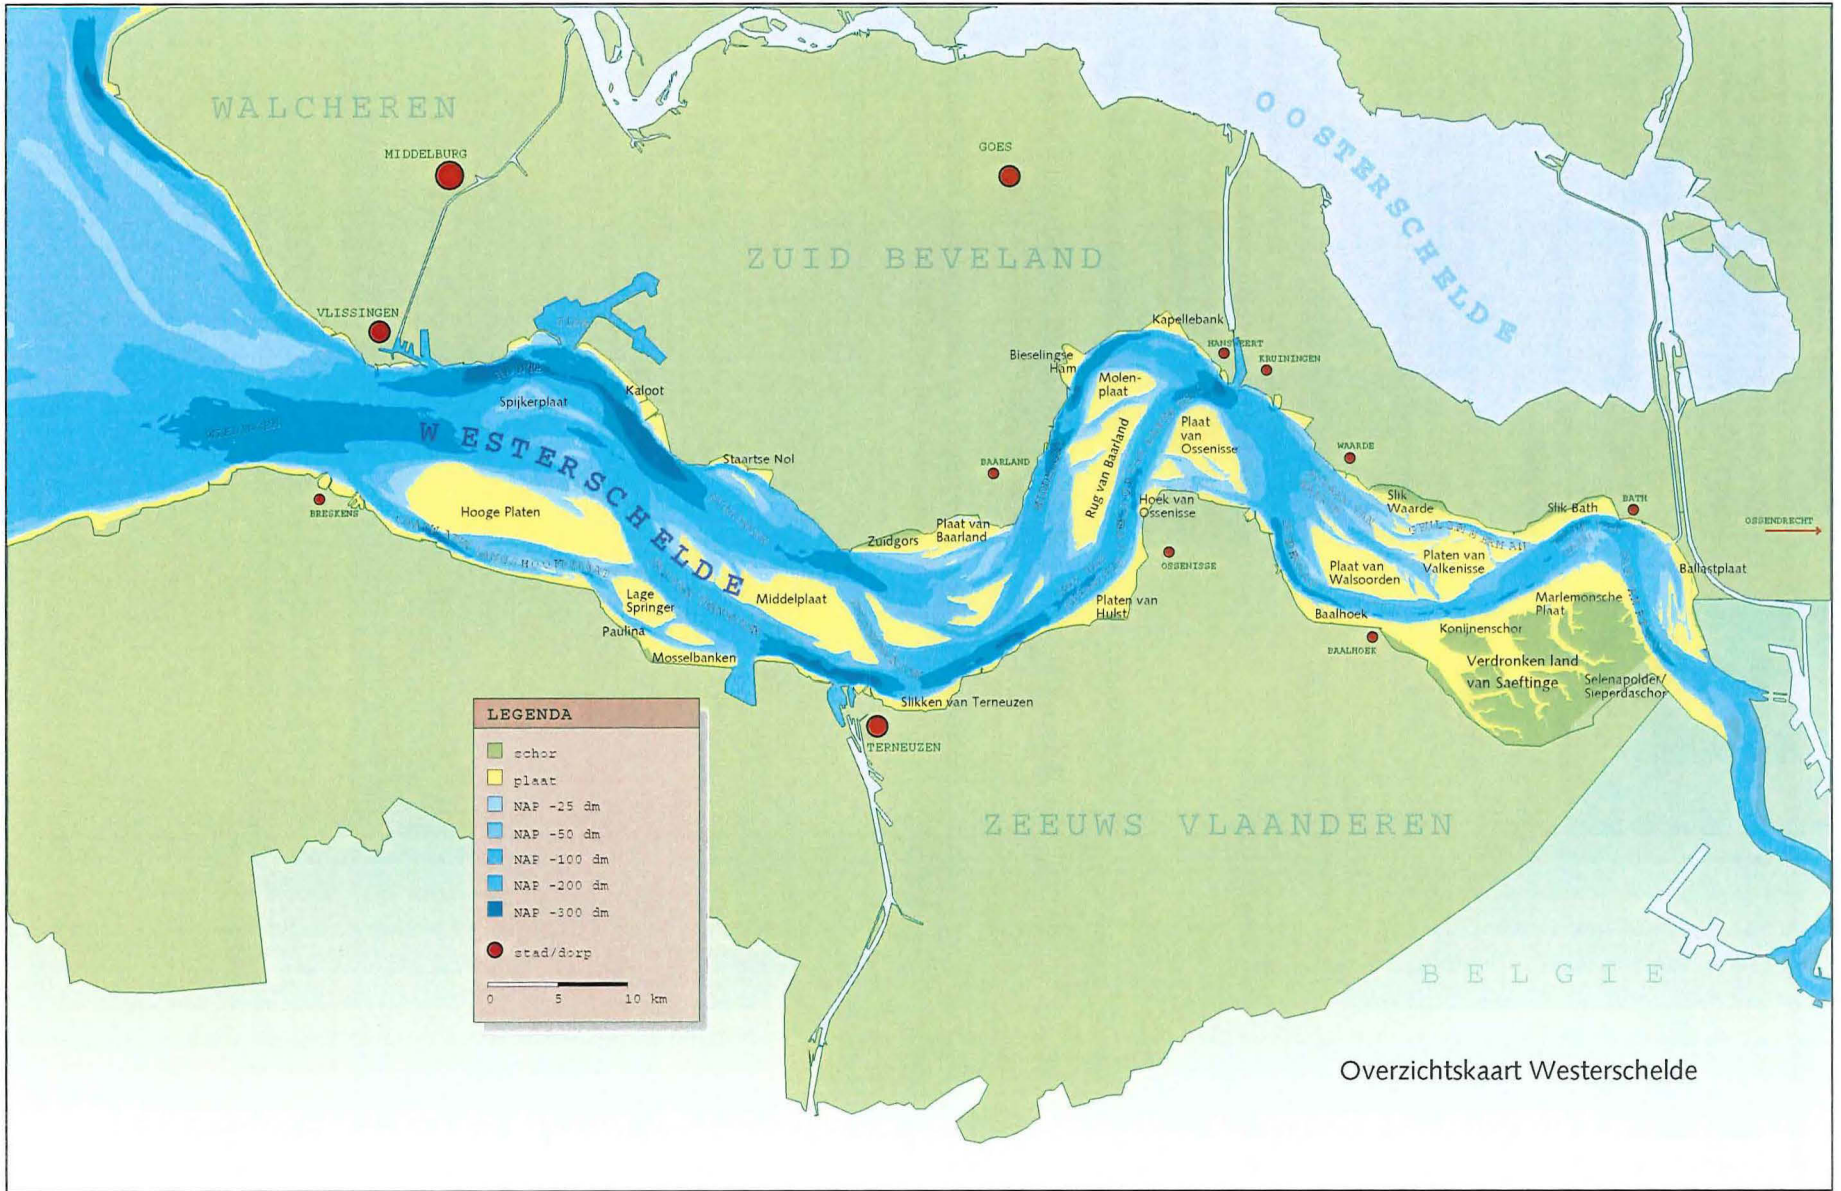 WALCHEREN
MIDDELBURG
GOES
OOSTERSCHELDE
ZUID BEVELAND
VLISSINGEN
Kapellebank
HANSWEERT
KRUININGEN
Bieselingse
Ham
Molen-
plaat
Kaloot
Spijkerplaat
WESTERSCHELDE
Plaat
van
Ossenisse
Rug van Baarland
WAARDE
Staartse Nol
BAARLAND
BRESKENS
Hooge Platen
Hoek van
Ossenisse
Slik
Waarde
Slik Bath
BATH
OSSENDRECHT
Plaat van
Baarland
Zuidgors
OSSENISSE
Plaat van
Walsoorden
Platen van
Valkenisse
Ballastplaat
Lage
Springer
Middelplaat
Platen van
Hulst
Baalhoek
Marlemonsche
Plaat
Paulina
Konijnenschor
BAALHOEK
Mosselbanken
Verdronken land
van Saeftinge
Selenapolder/
Sieperdaschor
Slikken van Terneuzen
TERNEUZEN
LEGENDA
schor
plaat
NAP -25 dm
NAP -50 dm
NAP -100 dm
NAP -200 dm
NAP -300 dm
stad/dorp
0 5 10 km
ZEEUWS VLAANDEREN
BELGIE
Overzichtskaart Westerschelde